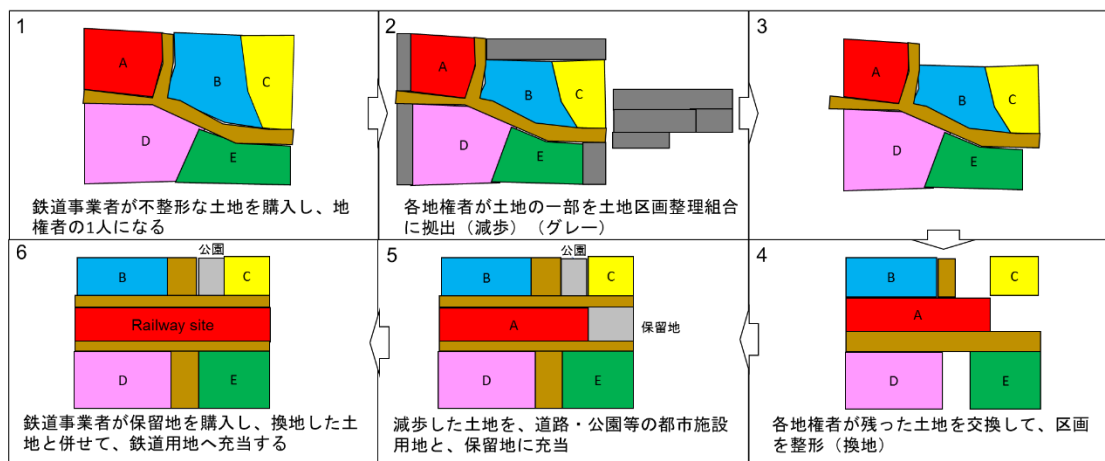 1
A
B
C
D
E
鉄道事業者が不整形な土地を購入し、地
権者の1人になる
2
A
B
C
D
E
各地権者が土地の一部を土地区画整理組合
に拠出（減歩）（グレー）
3
A
B
C
D
E
4
B
C
A
D
E
各地権者が残った土地を交換して、区画
を整形（換地）
5
公園
B
C
A
保留地
D
E
減歩した土地を、道路・公園等の都市施設
用地と、保留地に充当
6
公園
B
C
Railway site
D
E
鉄道事業者が保留地を購入し、換地した土
地と併せて、鉄道用地へ充当する